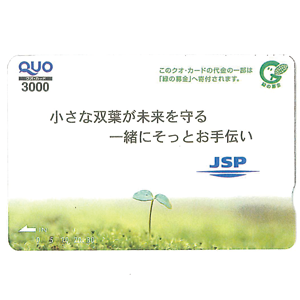 QUO
クオ・カード
3000
このクオ・カードの代金の一部は
「緑の募金」へ寄付されます。
緑の募金
小さな双葉が未来を守る
一緒にそっとお手伝い
JSP